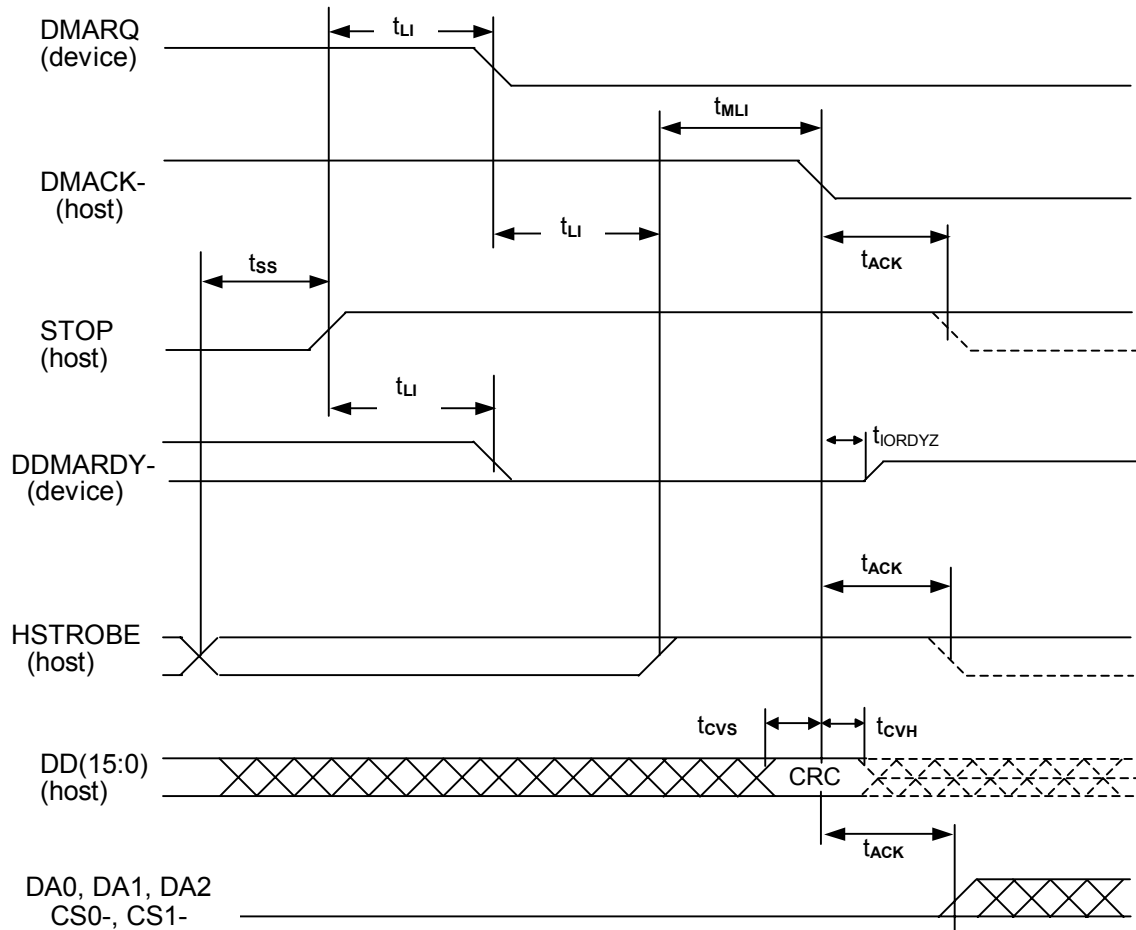 DMARQ
(device)
tLI
tMLI
DMACK-
(host)
tLI
tACK
tSS
STOP
(host)
tLI
tIORDYZ
DDMARDY-
(device)
tACK
HSTROBE
(host)
tCVS
tCVH
DD(15:0)
(host)
CRC
tACK
DA0, DA1, DA2
CS0-, CS1-